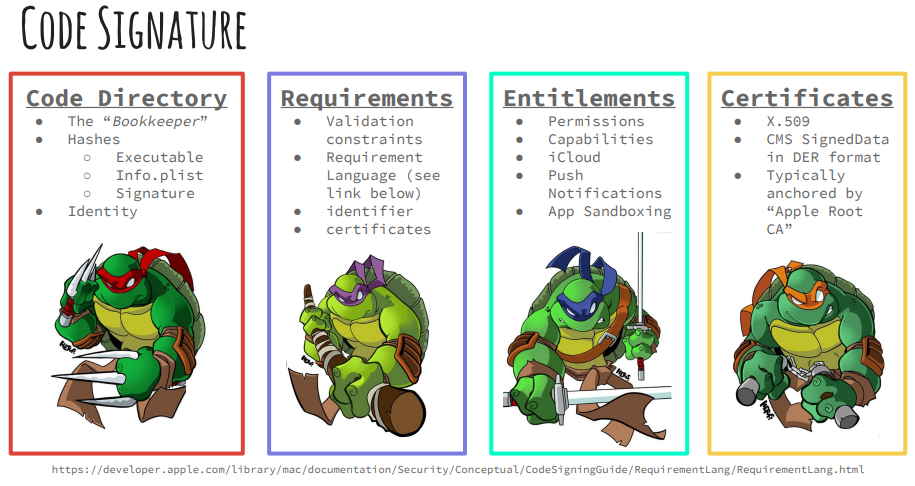 Code Signature
Code Directory
● The “Bookkeeper”
● Hashes
○ Executable
○ Info.plist
○ Signature
● Identity
Requirements
● Validation
constraints
● Requirement
Language (see
link below)
● identifier
● certificates
Entitlements
● Permissions
● Capabilities
● iCloud
● Push
Notifications
● App Sandboxing
Certificates
● X.509
● CMS SignedData
in DER format
● Typically
anchored by
“Apple Root
CA”
https://developer.apple.com/library/mac/documentation/Security/Conceptual/CodeSigningGuide/RequirementLang/RequirementLang.html